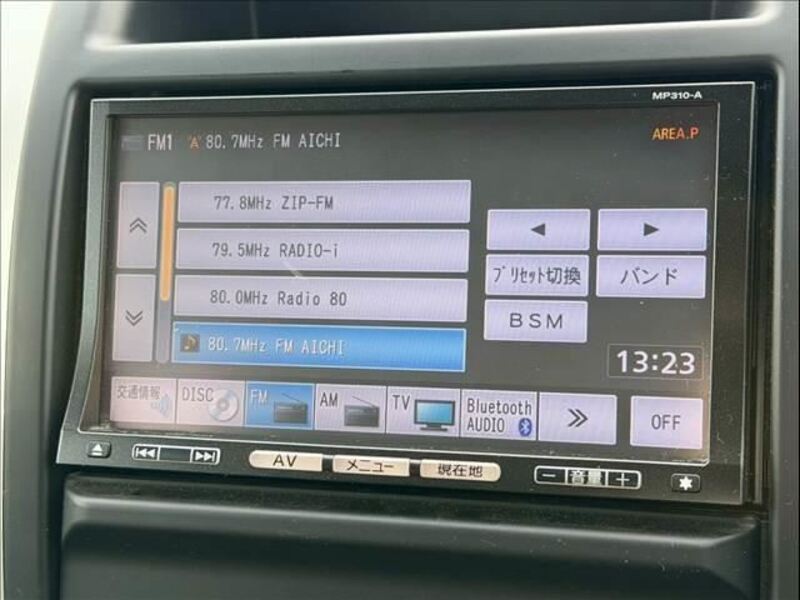 MP310-A
FM1 "A" 80.7MHz FM AICHI
AREA.P
77.8MHz ZIP-FM
79.5MHz RADIO-i
80.0MHz Radio 80
80.7MHz FM AICHI
プリセット切換
バンド
BSM
13:23
交通情報
DISC
FM
AM
TV
Bluetooth
AUDIO
OFF
AV
メニュー
現在地
− 音量 +